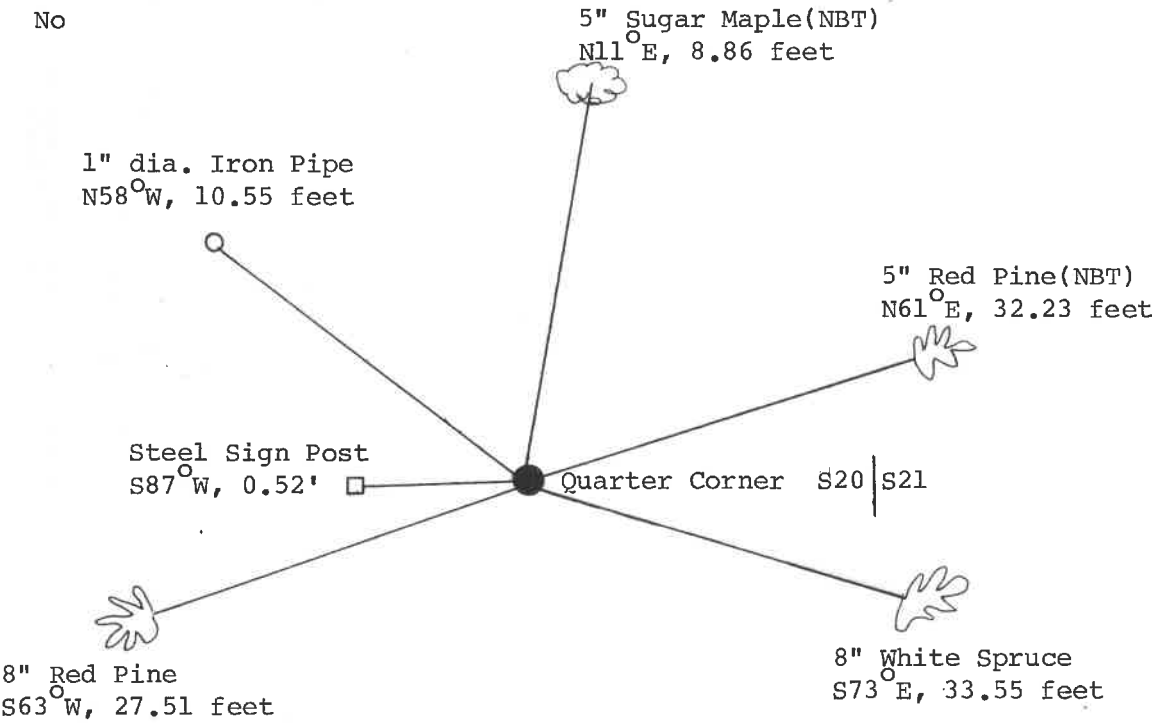 No
5" Sugar Maple(NBT)
N11°E, 8.86 feet
1" dia. Iron Pipe
N58°W, 10.55 feet
5" Red Pine(NBT)
N61°E, 32.23 feet
Steel Sign Post
S87°W, 0.52'
Quarter Corner S20|S21
8" Red Pine
S63°W, 27.51 feet
8" White Spruce
S73°E, 33.55 feet